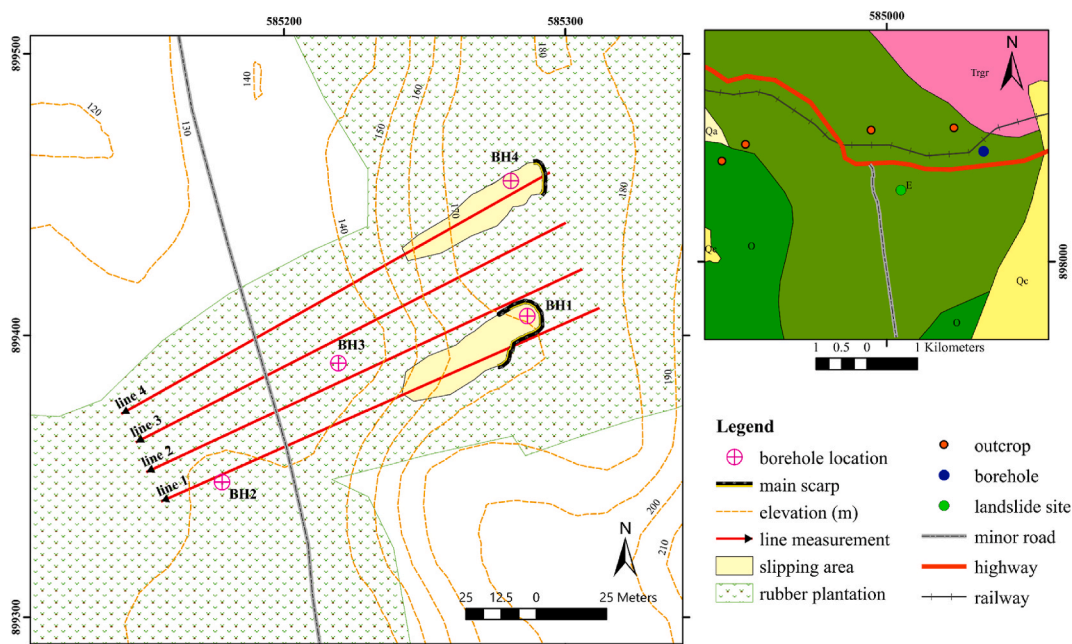 585200
585300
899500
899400
899300
180
140
120
130
150
160
180
140
170
190
200
210
BH4
BH1
BH3
BH2
line 4
line 3
line 2
line 1
N
25 12.5 0 25 Meters
585000
898000
N
Trgr
Qa
E
O
Qc
O
1 0.5 0 1 Kilometers
Legend
borehole location
main scarp
elevation (m)
line measurement
slipping area
rubber plantation
outcrop
borehole
landslide site
minor road
highway
railway